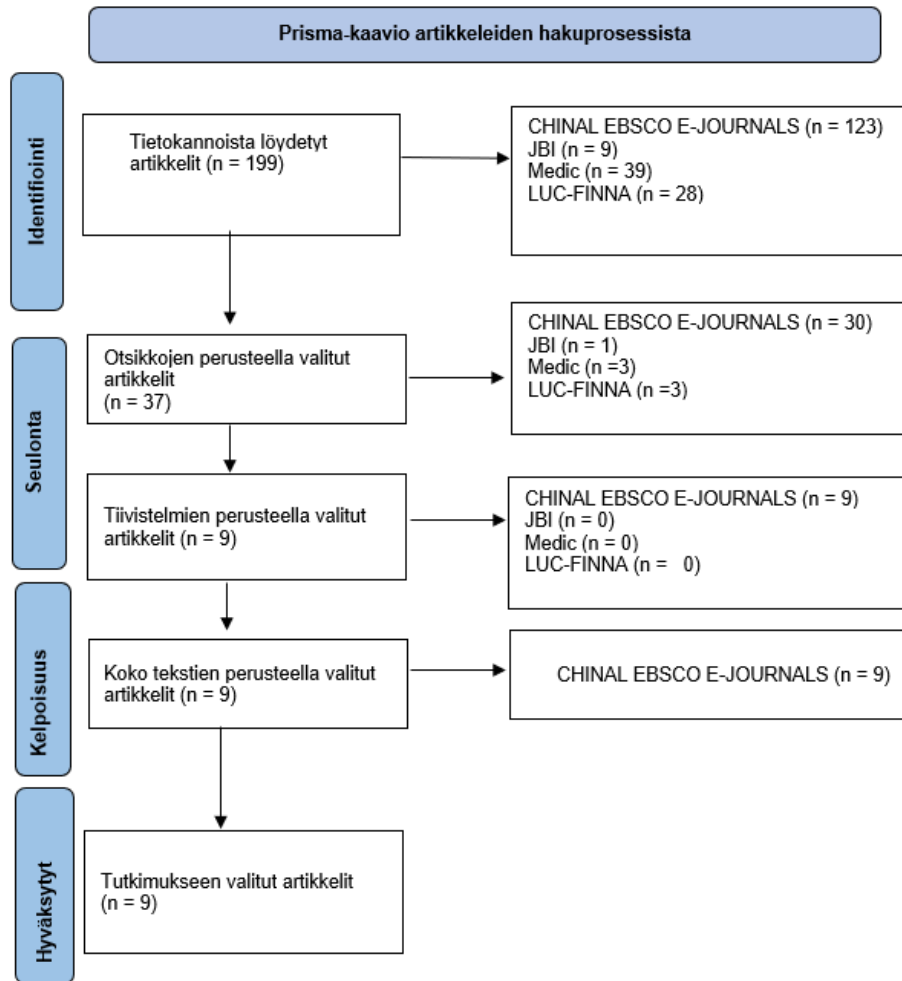 Prisma-kaavio artikkeleiden hakuprosessista
Identifiointi
Tietokannoista löydetyt
artikkelit (n = 199)
CHINAL EBSCO E-JOURNALS (n = 123)
JBI (n = 9)
Medic (n = 39)
LUC-FINNA (n = 28)
Seulonta
Otsikkojen perusteella valitut
artikkelit
(n = 37)
CHINAL EBSCO E-JOURNALS (n = 30)
JBI (n = 1)
Medic (n =3)
LUC-FINNA (n =3)
Tiivistelmien perusteella valitut
artikkelit (n = 9)
CHINAL EBSCO E-JOURNALS (n = 9)
JBI (n = 0)
Medic (n = 0)
LUC-FINNA (n =   0)
Kelpoisuus
Koko tekstien perusteella valitut
artikkelit (n = 9)
CHINAL EBSCO E-JOURNALS (n = 9)
Hyväksytyt
Tutkimukseen valitut artikkelit
(n = 9)